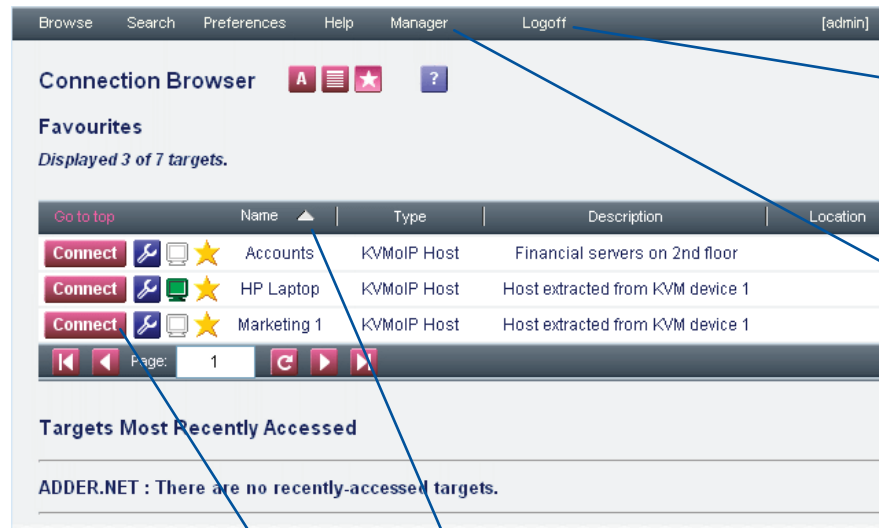 Browse Search Preferences Help Manager Logoff [admin]
Connection Browser A ?
Favourites
Displayed 3 of 7 targets.
Go to top Name Type Description Location
Connect Accounts KVMoIP Host Financial servers on 2nd floor
Connect HP Laptop KVMoIP Host Host extracted from KVM device 1
Connect Marketing 1 KVMoIP Host Host extracted from KVM device 1
Page: 1
Targets Most Recently Accessed
ADDER.NET : There are no recently-accessed targets.